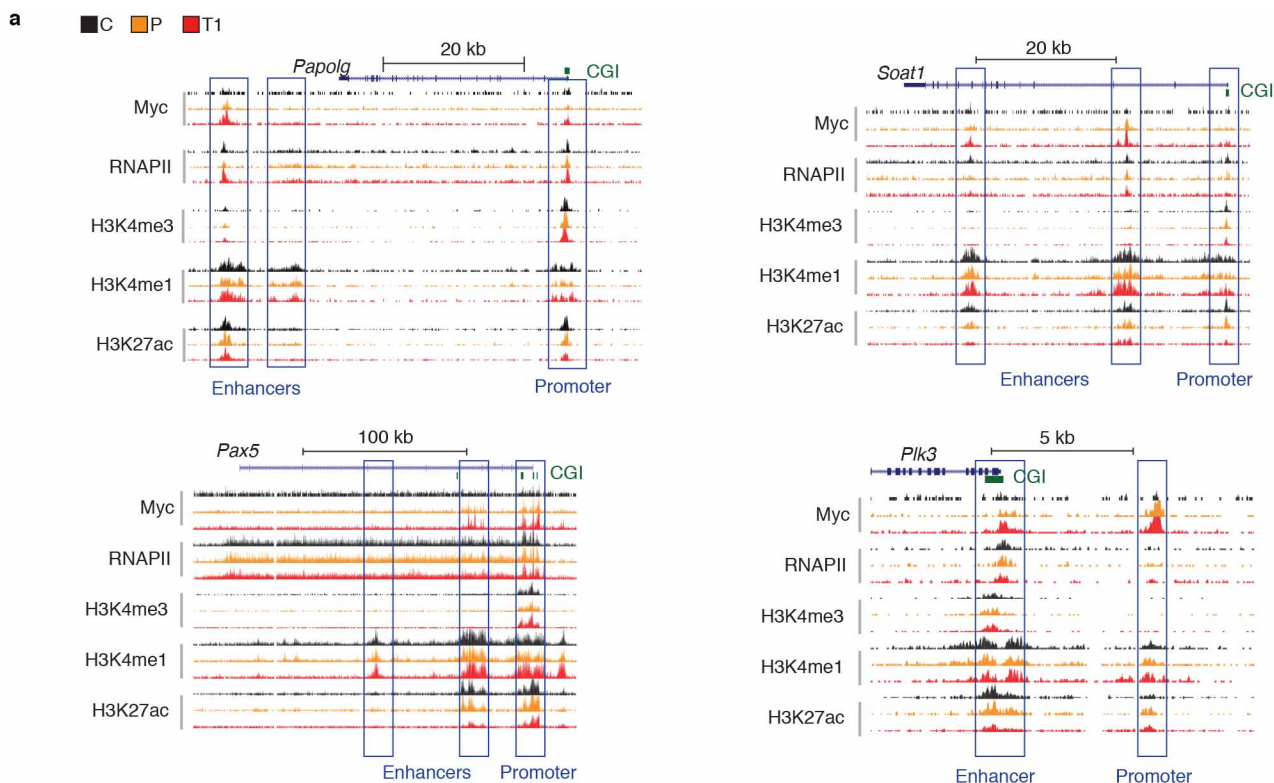 a
C P T1
20 kb
Papolg
CGI
Myc
RNAPII
H3K4me3
H3K4me1
H3K27ac
Enhancers Promoter
20 kb
Soat1
CGI
Myc
RNAPII
H3K4me3
H3K4me1
H3K27ac
Enhancers Promoter
100 kb
Pax5
CGI
Myc
RNAPII
H3K4me3
H3K4me1
H3K27ac
Enhancers Promoter
5 kb
Plk3
CGI
Myc
RNAPII
H3K4me3
H3K4me1
H3K27ac
Enhancer Promoter